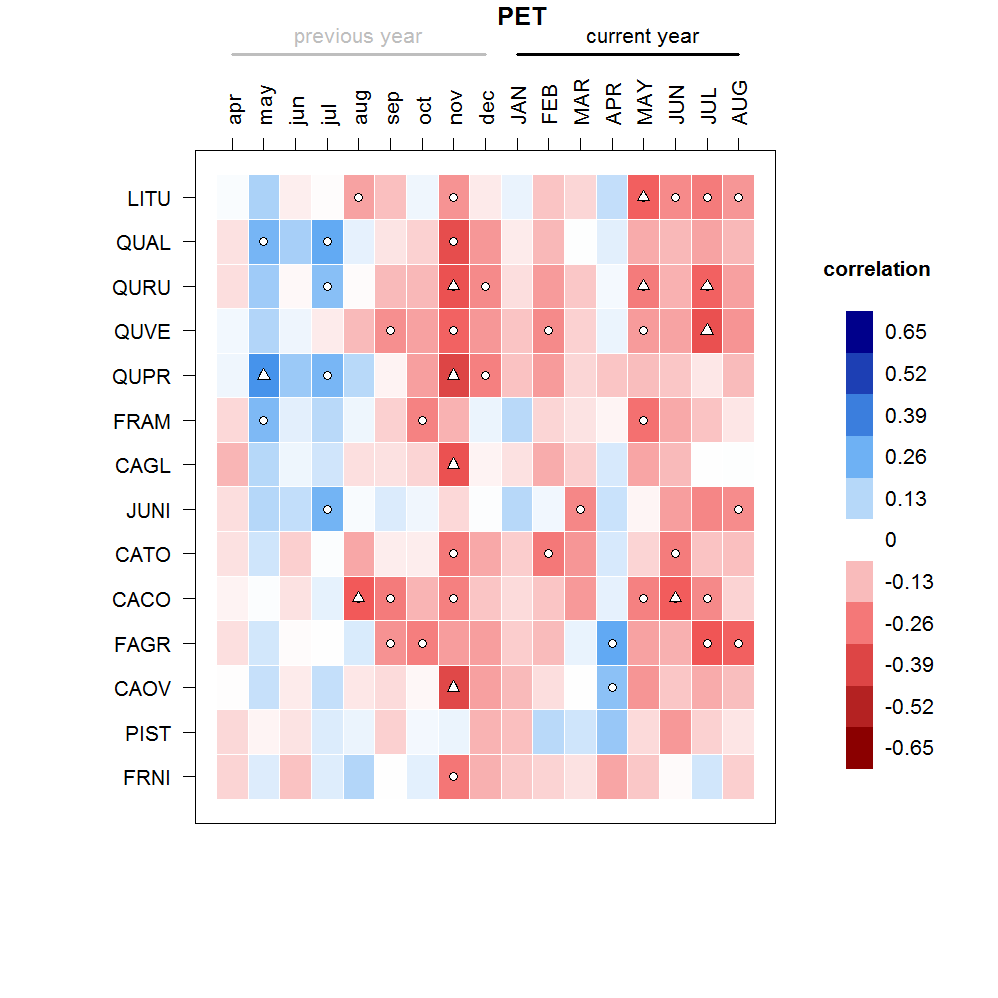 PET
previous year current year
apr may jun jul aug sep oct nov dec JAN FEB MAR APR MAY JUN JUL AUG
LITU
QUAL
QURU
QUVE
QUPR
FRAM
CAGL
JUNI
CATO
CACO
FAGR
CAOV
PIST
FRNI
correlation
0.65
0.52
0.39
0.26
0.13
0
-0.13
-0.26
-0.39
-0.52
-0.65